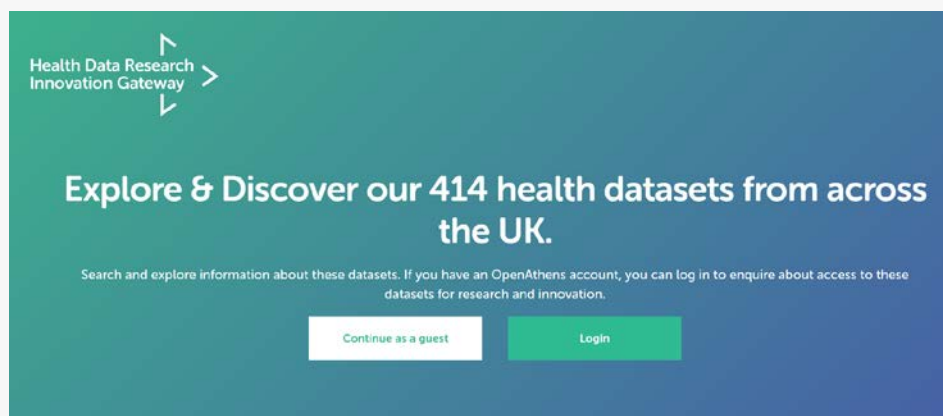 Health Data Research
Innovation Gateway
Explore & Discover our 414 health datasets from across
the UK.
Search and explore information about these datasets. If you have an OpenAthens account, you can log in to enquire about access to these
datasets for research and innovation.
Continue as a guest
Login